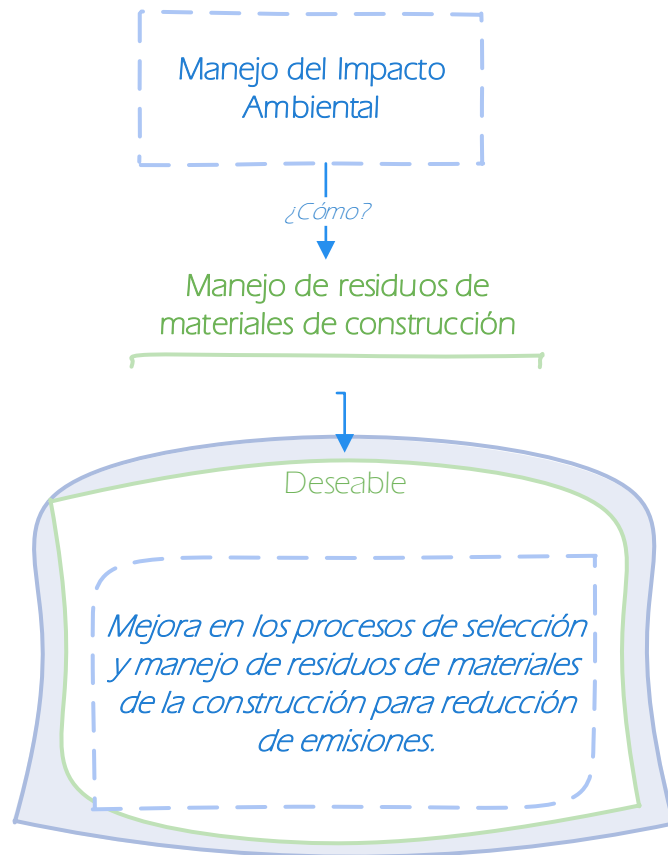 Manejo del Impacto
Ambiental
¿Cómo?
Manejo de residuos de
materiales de construcción
Deseable
Mejora en los procesos de selección
y manejo de residuos de materiales
de la construcción para reducción
de emisiones.